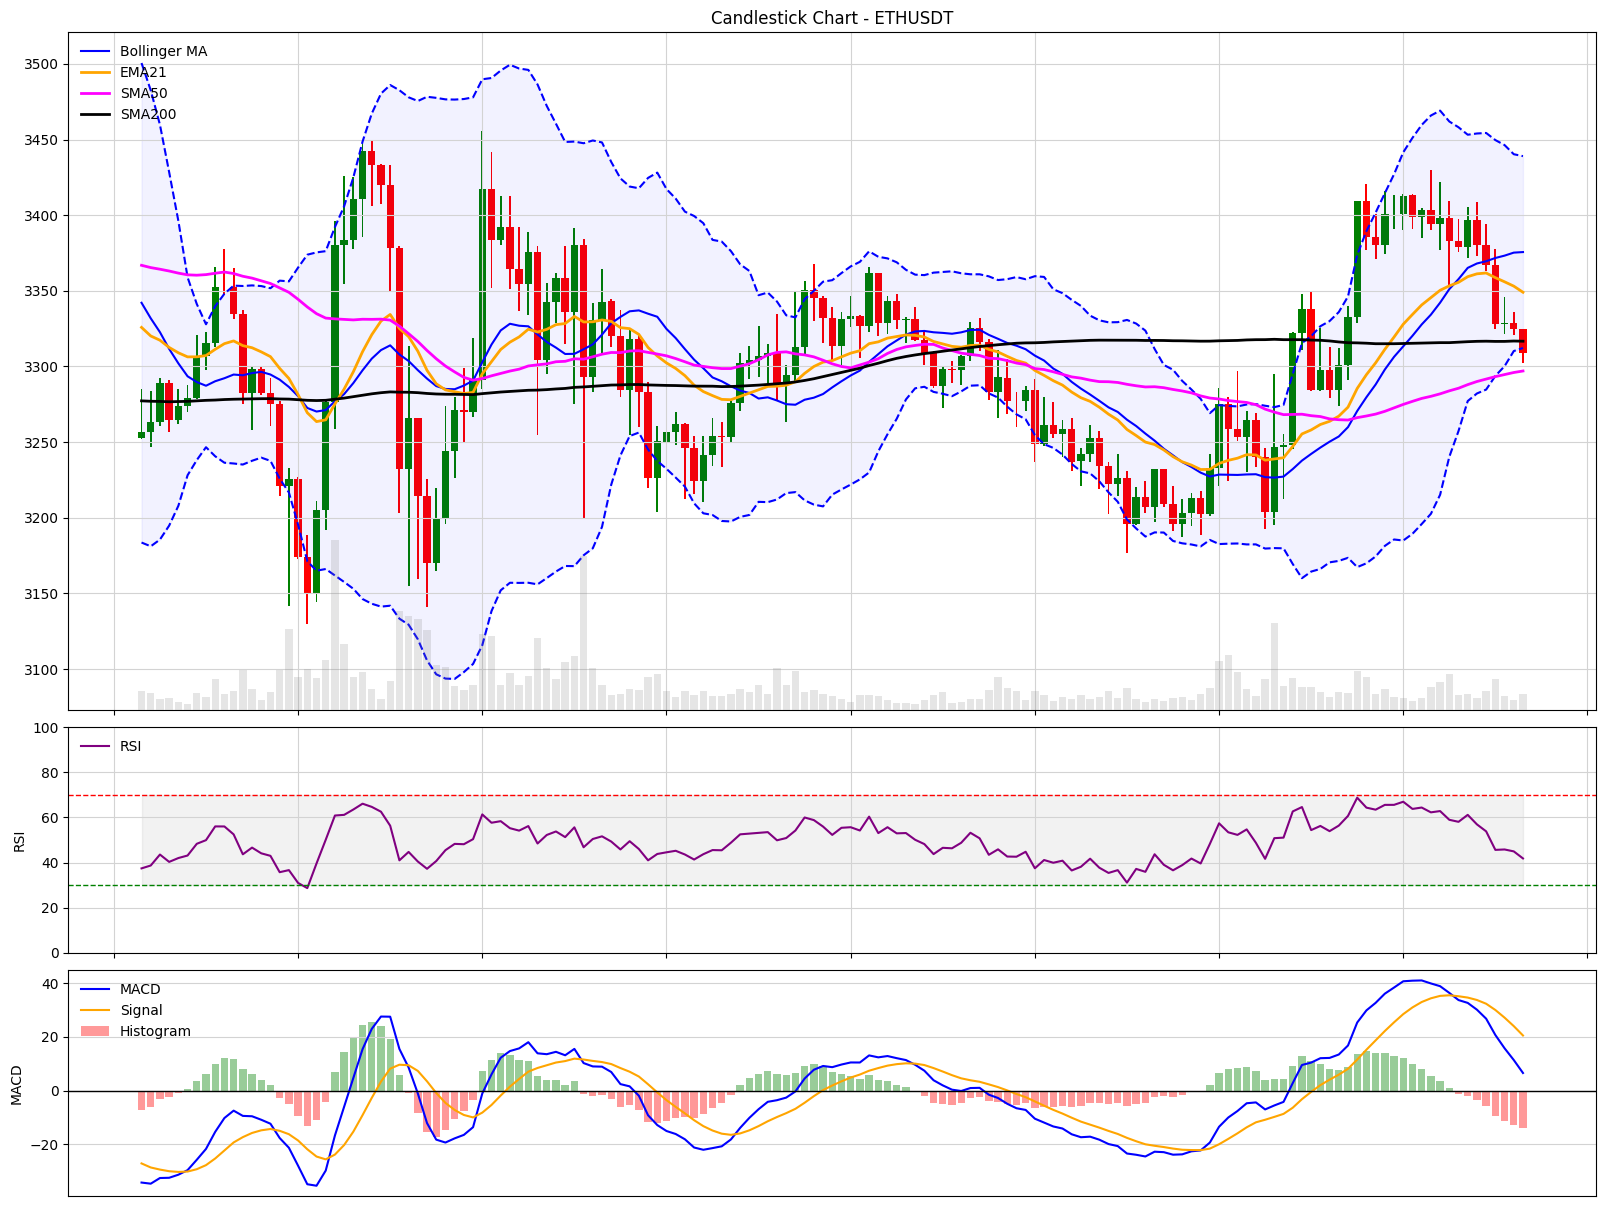 Candlestick Chart - ETHUSDT
Bollinger MA
EMA21
SMA50
SMA200
3500
3450
3400
3350
3300
3250
3200
3150
3100
RSI
RSI
100
80
60
40
20
0
MACD
MACD
Signal
Histogram
40
20
0
−20